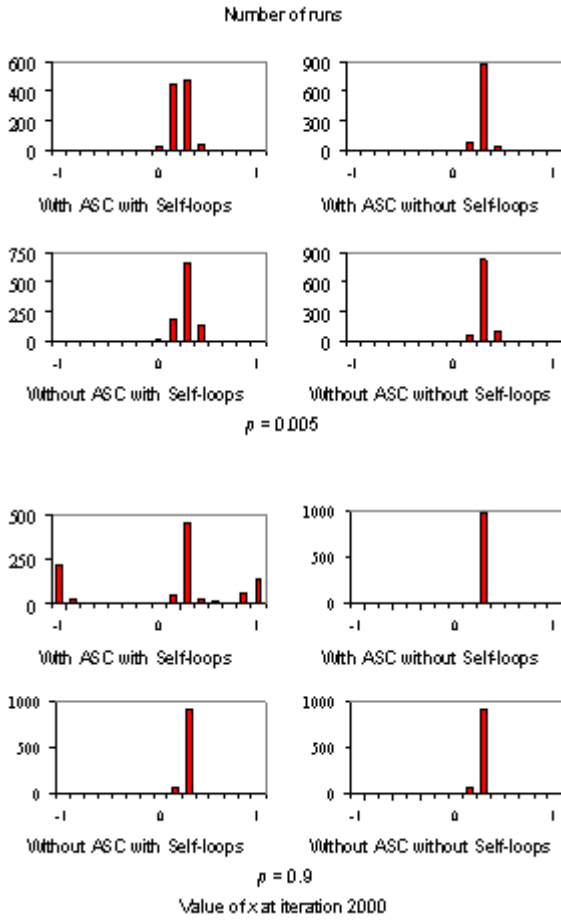 Number of runs
600
400
200
0
-1 0 1
With ASC with Self-loops
900
600
300
0
-1 0 1
With ASC without Self-loops
750
500
250
0
-1 0 1
Without ASC with Self-loops
900
600
300
0
-1 0 1
Without ASC without Self-loops
p = 0.005
500
250
0
-1 0 1
With ASC with Self-loops
1000
500
0
-1 0 1
With ASC without Self-loops
1000
500
0
-1 0 1
Without ASC with Self-loops
1000
500
0
-1 0 1
Without ASC without Self-loops
p = 0.9
Value of x at iteration 2000